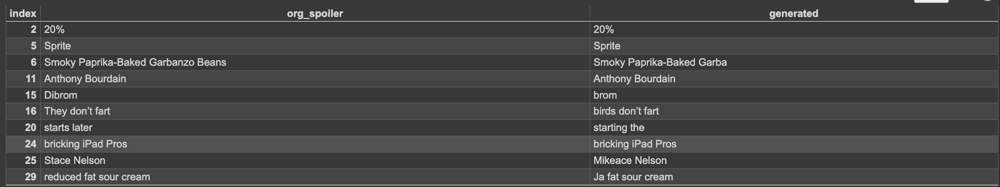 index org_spoiler generated
2 20% 20%
5 Sprite Sprite
6 Smoky Paprika-Baked Garbanzo Beans Smoky Paprika-Baked Garba
11 Anthony Bourdain Anthony Bourdain
15 Dibrom brom
16 They don’t fart birds don’t fart
20 starts later starting the
24 bricking iPad Pros bricking iPad Pros
25 Stace Nelson Mikeace Nelson
29 reduced fat sour cream Ja fat sour cream